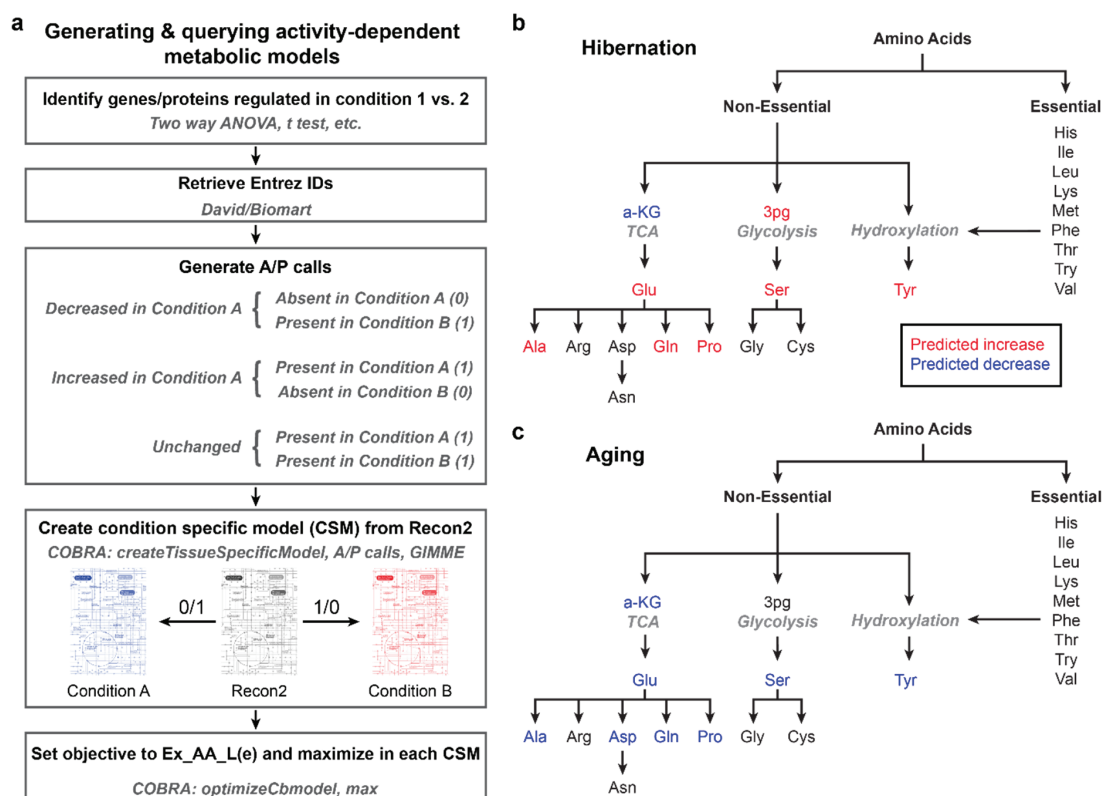 a
Generating & querying activity-dependent
metabolic models
Identify genes/proteins regulated in condition 1 vs. 2
Two way ANOVA, t test, etc.
Retrieve Entrez IDs
David/Biomart
Generate A/P calls
Decreased in Condition A { Absent in Condition A (0)
Present in Condition B (1)
Increased in Condition A { Present in Condition A (1)
Absent in Condition B (0)
Unchanged { Present in Condition A (1)
Present in Condition B (1)
Create condition specific model (CSM) from Recon2
COBRA: createTissueSpecificModel, A/P calls, GIMME
0/1
1/0
Condition A
Recon2
Condition B
Set objective to Ex_AA_L(e) and maximize in each CSM
COBRA: optimizeCbmodel, max
b
Hibernation
Amino Acids
Non-Essential
Essential
His
Ile
Leu
Lys
Met
Phe
Thr
Try
Val
a-KG
TCA
3pg
Glycolysis
Hydroxylation
Glu
Ser
Tyr
Ala
Arg
Asp
Gln
Pro
Gly
Cys
Asn
Predicted increase
Predicted decrease
c
Aging
Amino Acids
Non-Essential
Essential
His
Ile
Leu
Lys
Met
Phe
Thr
Try
Val
a-KG
TCA
3pg
Glycolysis
Hydroxylation
Glu
Ser
Tyr
Ala
Arg
Asp
Gln
Pro
Gly
Cys
Asn